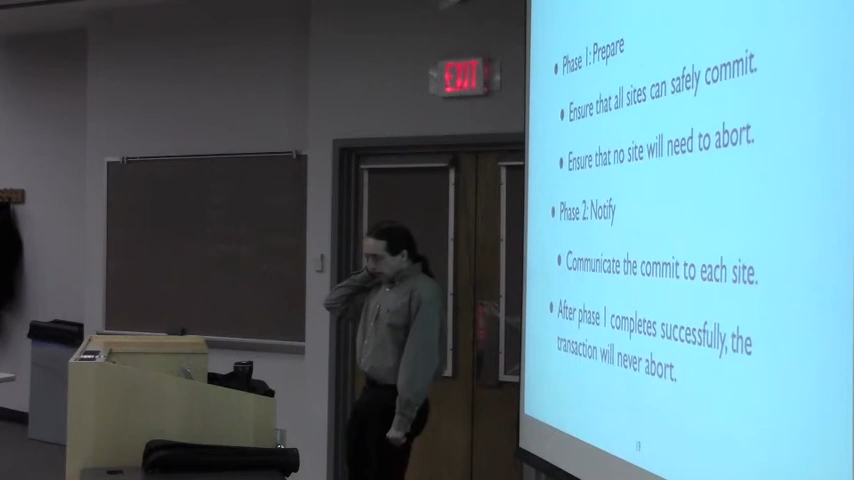 EXIT
• Phase 1: Prepare
• Ensure that all sites can safely commit.
• Ensure that no site will need to abort.
• Phase 2: Notify
• Communicate the commit to each site.
• After phase 1 completes successfully, the
transaction will never abort.